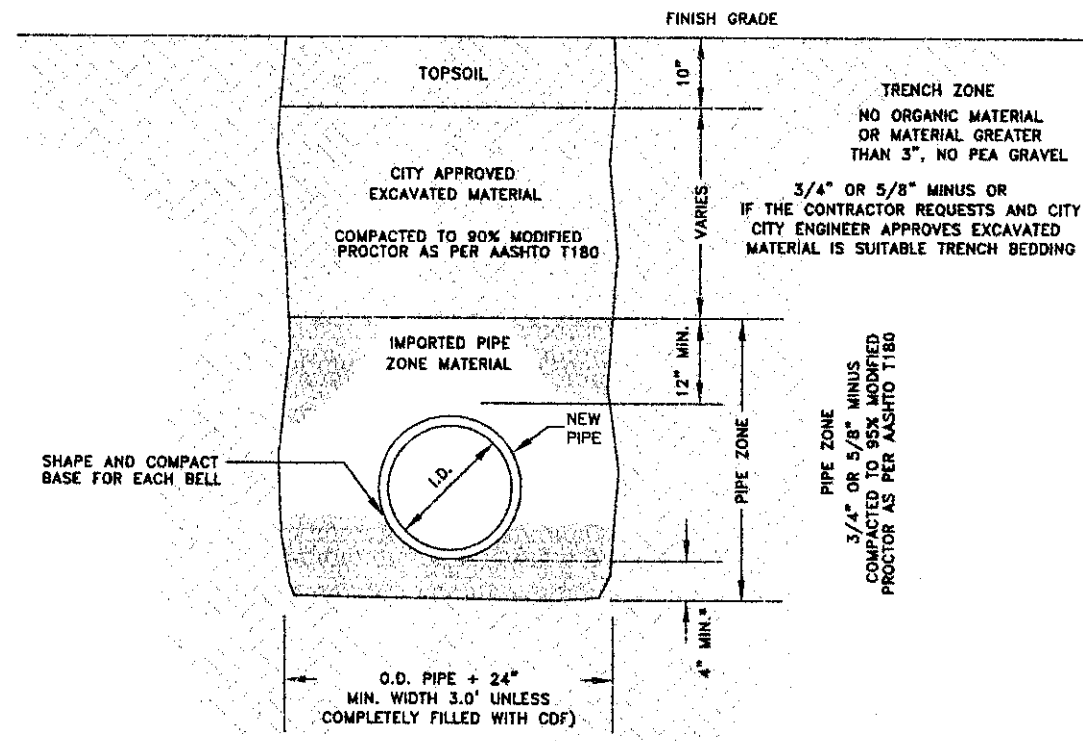 FINISH GRADE
TOPSOIL
10"
TRENCH ZONE
NO ORGANIC MATERIAL
OR MATERIAL GREATER
THAN 3", NO PEA GRAVEL
CITY APPROVED
EXCAVATED MATERIAL
COMPACTED TO 90% MODIFIED
PROCTOR AS PER AASHTO T180
VARIES
3/4" OR 5/8" MINUS OR
IF THE CONTRACTOR REQUESTS AND CITY
CITY ENGINEER APPROVES EXCAVATED
MATERIAL IS SUITABLE TRENCH BEDDING
IMPORTED PIPE
ZONE MATERIAL
12" MIN.
NEW
PIPE
I.D.
SHAPE AND COMPACT
BASE FOR EACH BELL
PIPE ZONE
PIPE ZONE
3/4" OR 5/8" MINUS
COMPACTED TO 95% MODIFIED
PROCTOR AS PER AASHTO T180
4" MIN.*
O.D. PIPE + 24"
MIN. WIDTH 3.0' UNLESS
COMPLETELY FILLED WITH CDF)